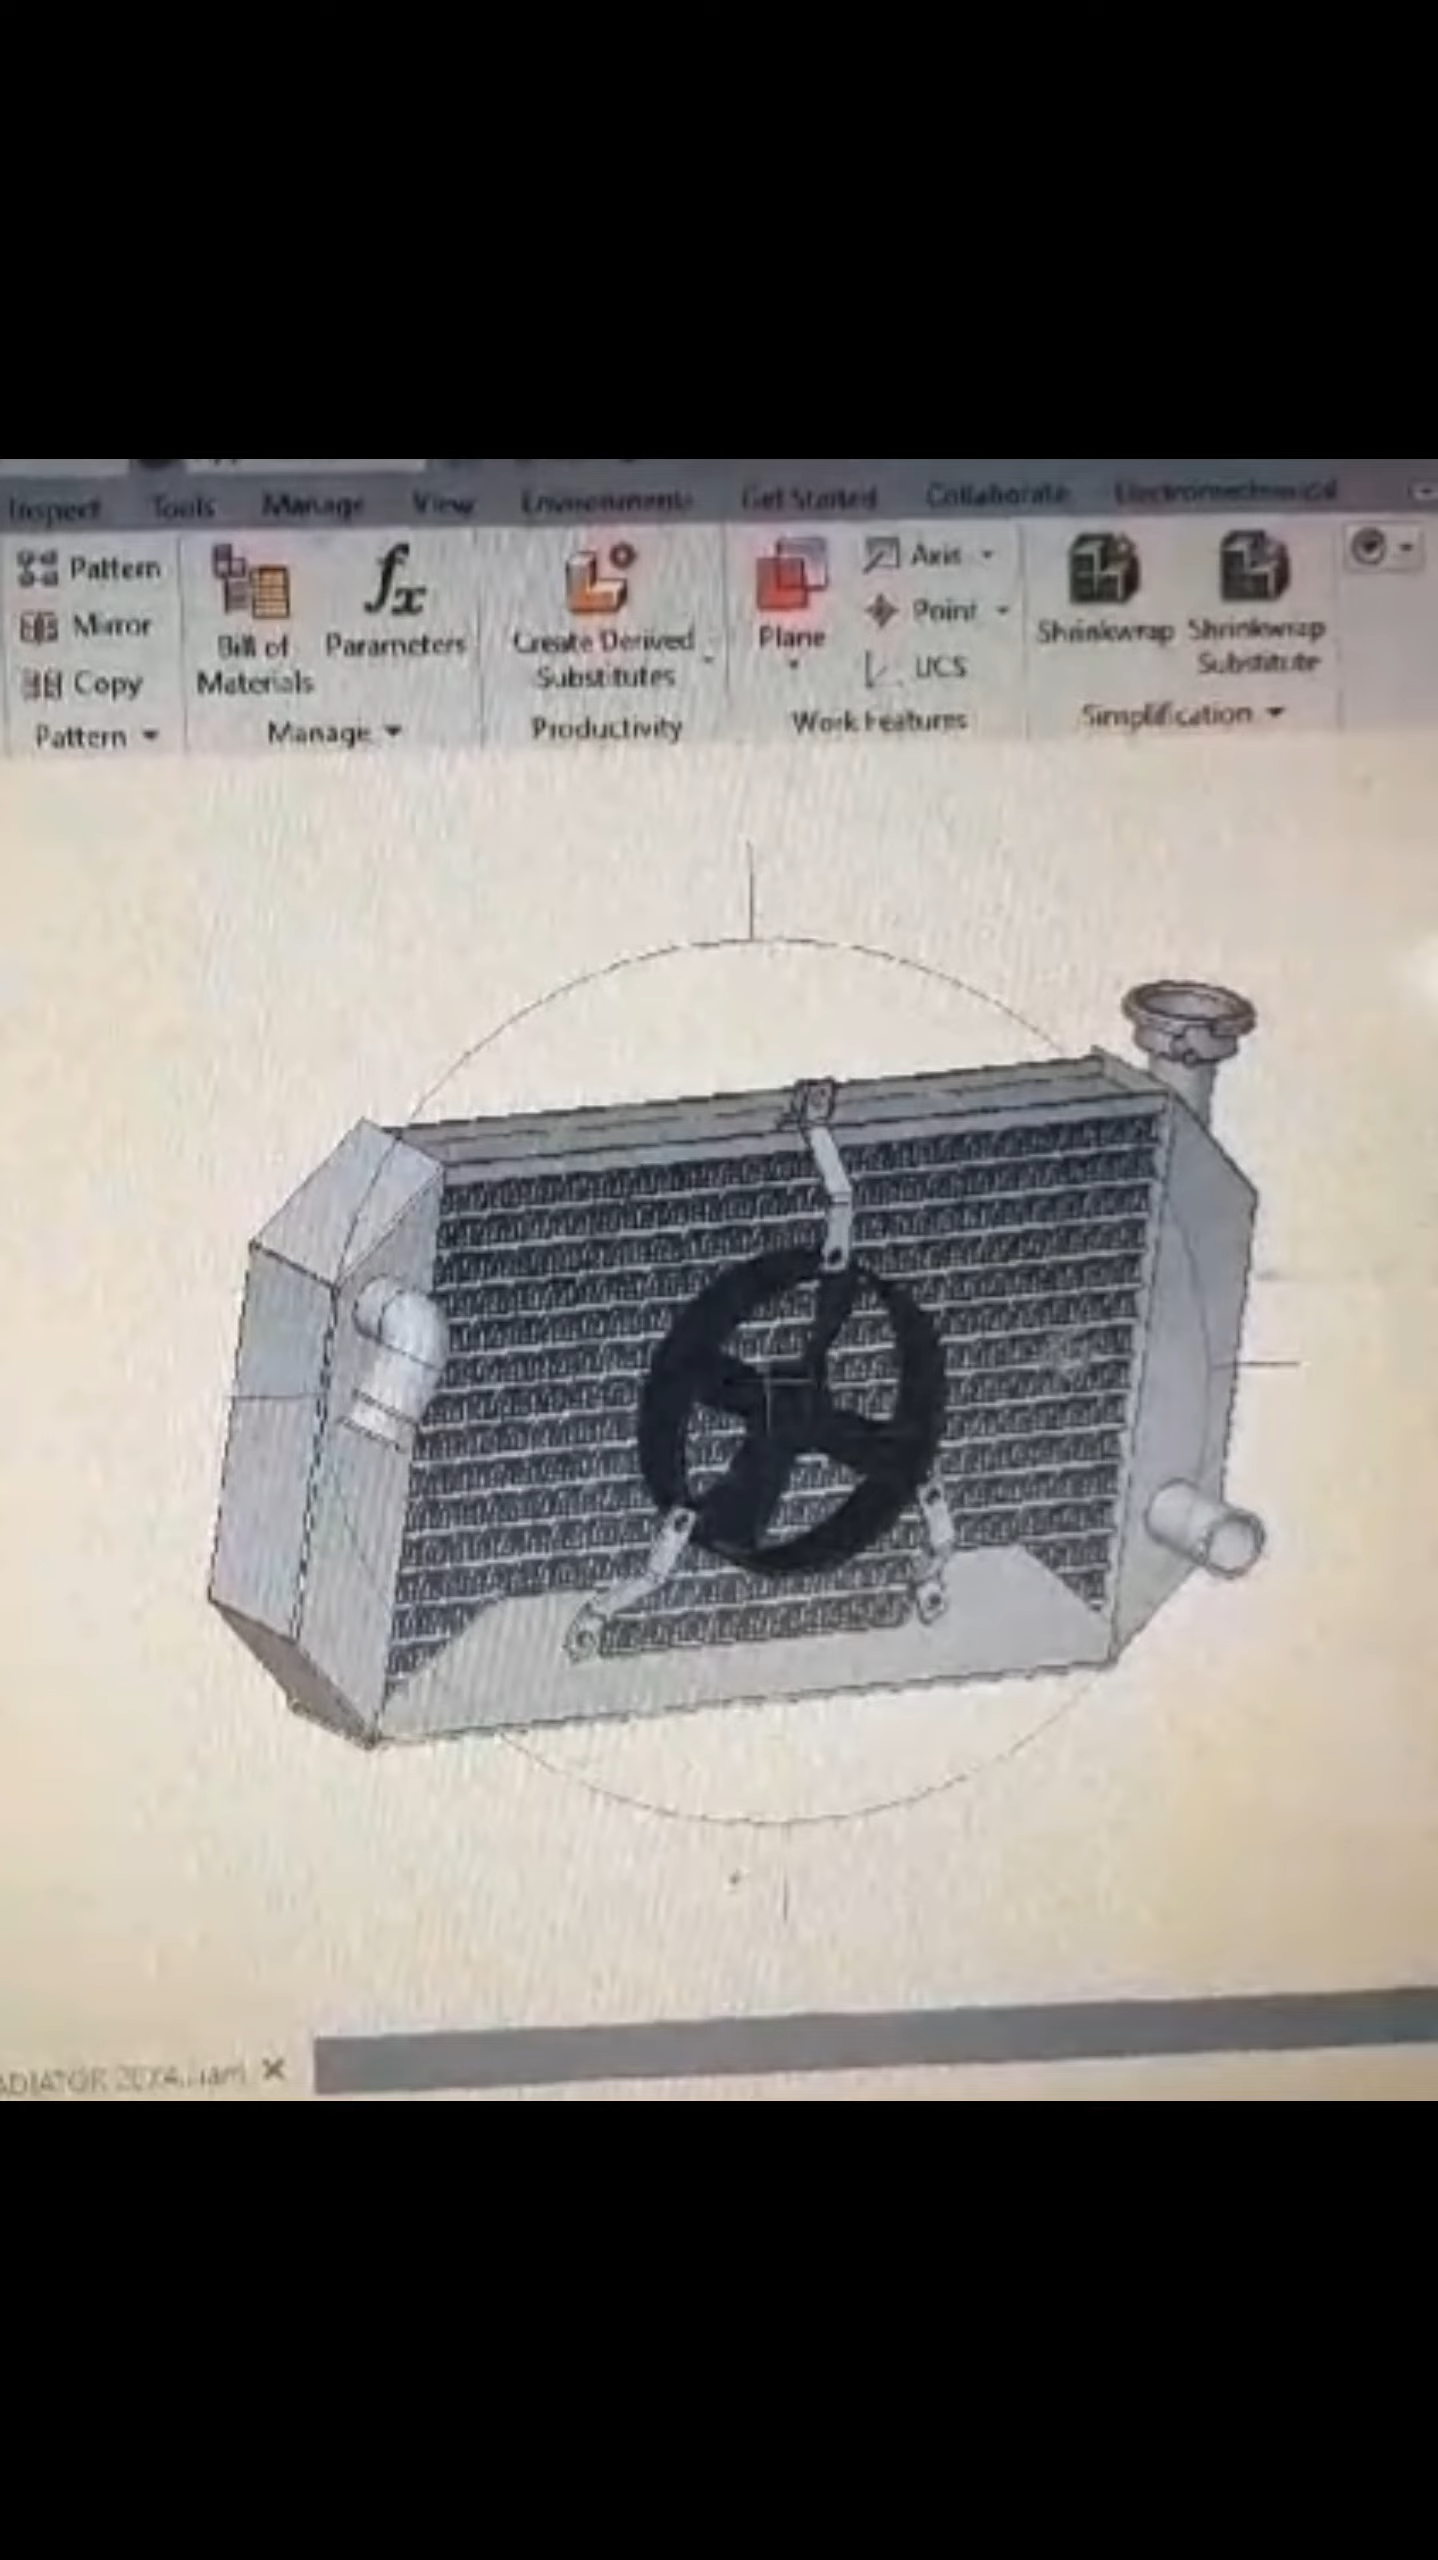 Inspect Tools Manage View Environments Get Started Collaborate Electromechanical
Pattern
Mirror
Copy
Pattern
Bill of
Materials
Parameters
Manage
Create Derived
Substitutes
Productivity
Plane
Axis
Point
UCS
Work Features
Shrinkwrap
Shrinkwrap
Substitute
Simplification